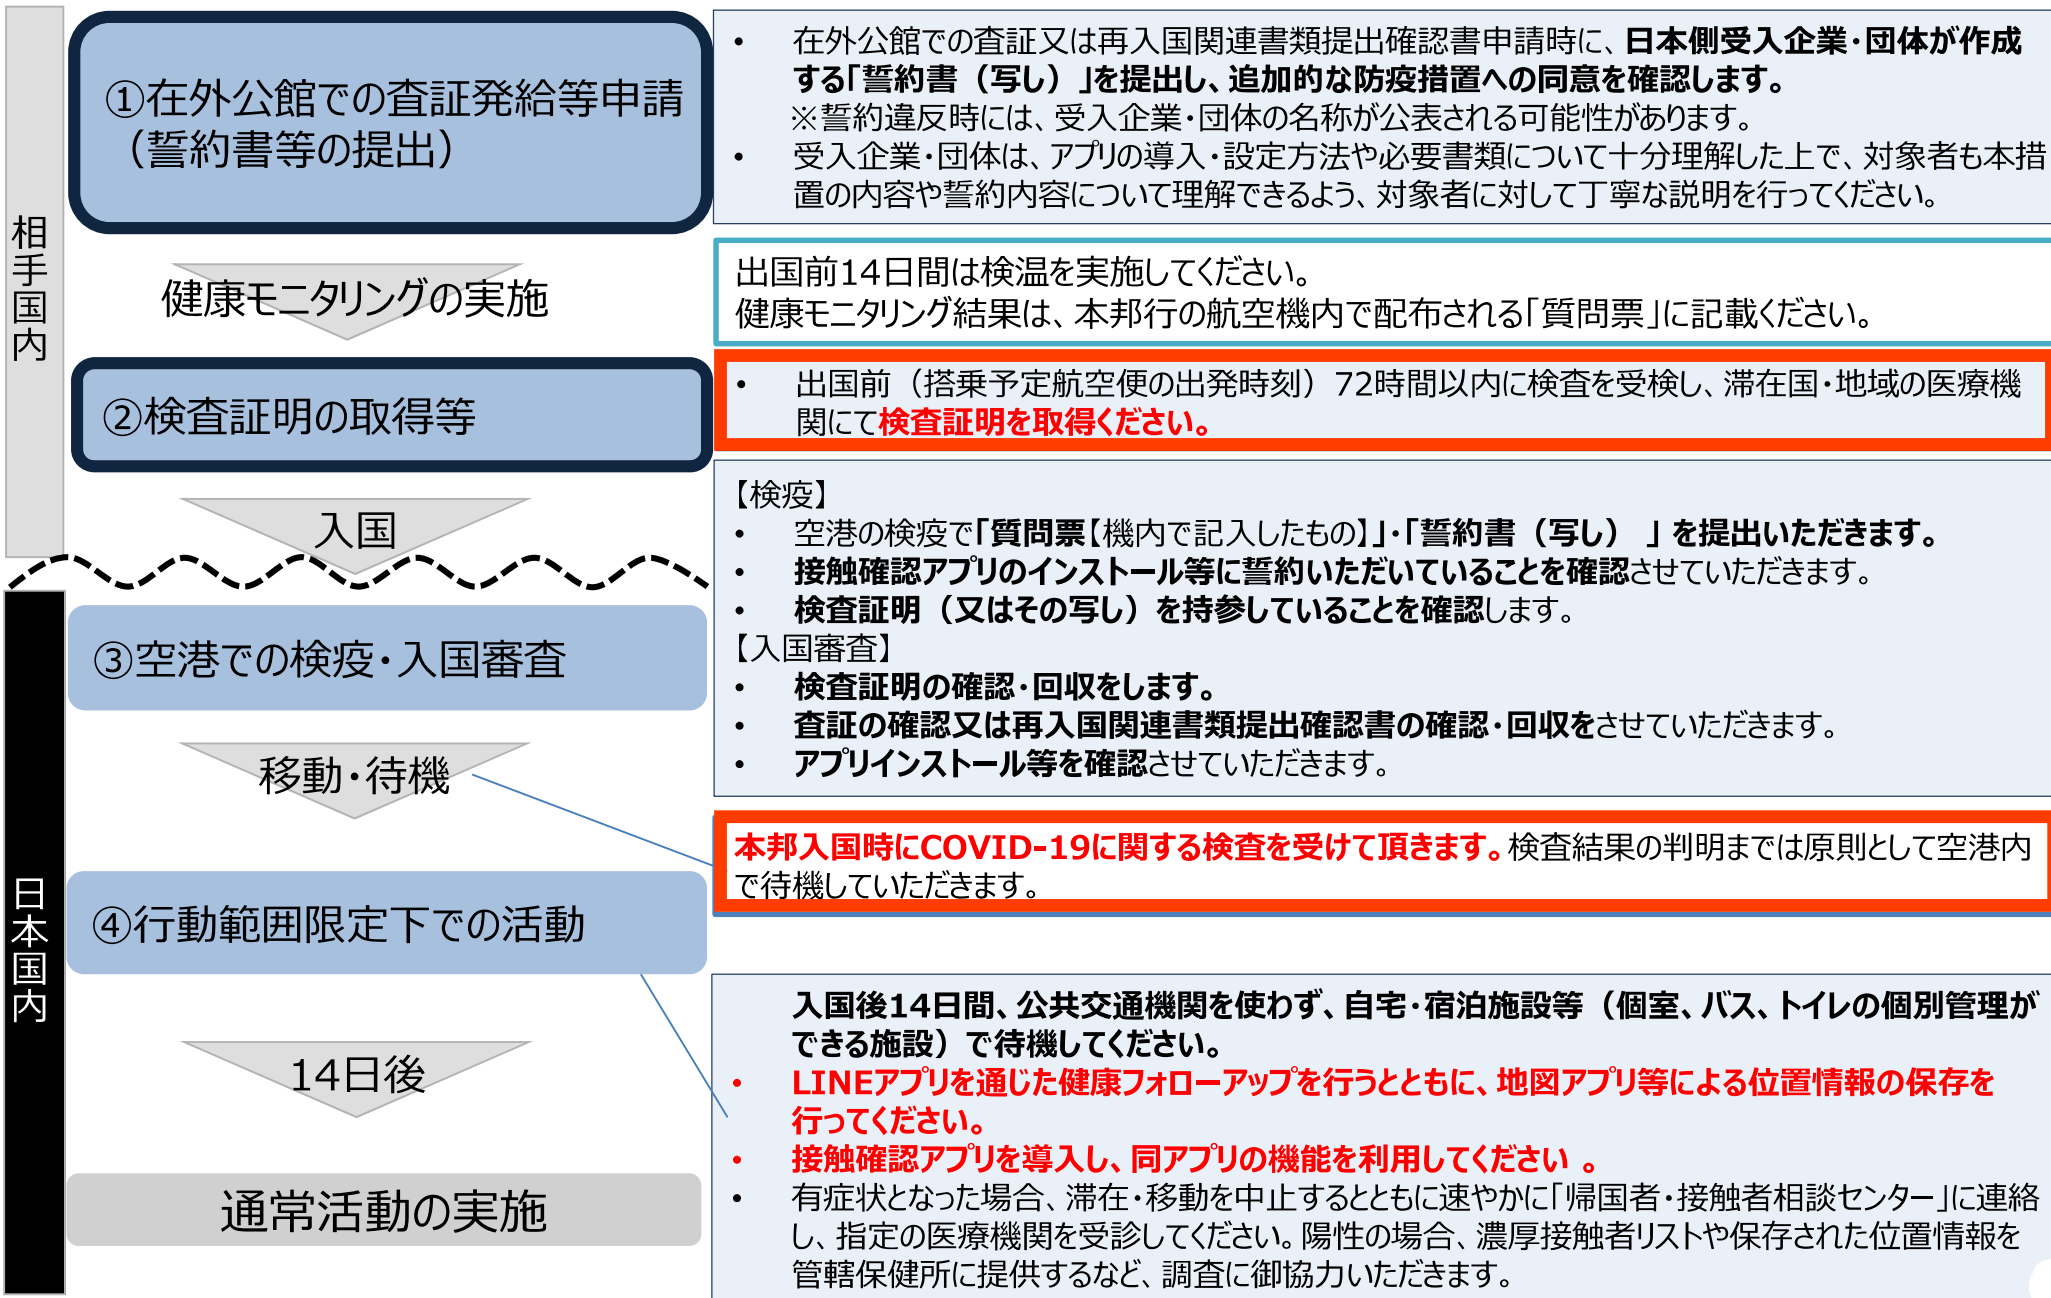 相手国内
①在外公館での査証発給等申請
（誓約書等の提出）
• 在外公館での査証又は再入国関連書類提出確認書申請時に、日本側受入企業・団体が作成
する「誓約書（写し）」を提出し、追加的な防疫措置への同意を確認します。
※誓約違反時には、受入企業・団体の名称が公表される可能性があります。
• 受入企業・団体は、アプリの導入・設定方法や必要書類について十分理解した上で、対象者も本措
置の内容や誓約内容について理解できるよう、対象者に対して丁寧な説明を行ってください。
健康モニタリングの実施
出国前14日間は検温を実施してください。
健康モニタリング結果は、本邦行の航空機内で配布される「質問票」に記載ください。
②検査証明の取得等
• 出国前（搭乗予定航空便の出発時刻）72時間以内に検査を受検し、滞在国・地域の医療機
関にて検査証明を取得ください。
入国
日本国内
③空港での検疫・入国審査
【検疫】
• 空港の検疫で「質問票【機内で記入したもの】」・「誓約書（写し） 」を提出いただきます。
• 接触確認アプリのインストール等に誓約いただいていることを確認させていただきます。
• 検査証明（又はその写し）を持参していることを確認します。
【入国審査】
• 検査証明の確認・回収をします。
• 査証の確認又は再入国関連書類提出確認書の確認・回収をさせていただきます。
• アプリインストール等を確認させていただきます。
移動・待機
本邦入国時にCOVID-19に関する検査を受けて頂きます。検査結果の判明までは原則として空港内
で待機していただきます。
④行動範囲限定下での活動
入国後14日間、公共交通機関を使わず、自宅・宿泊施設等（個室、バス、トイレの個別管理が
できる施設）で待機してください。
• LINEアプリを通じた健康フォローアップを行うとともに、地図アプリ等による位置情報の保存を
行ってください。
• 接触確認アプリを導入し、同アプリの機能を利用してください 。
• 有症状となった場合、滞在・移動を中止するとともに速やかに「帰国者・接触者相談センター」に連絡
し、指定の医療機関を受診してください。陽性の場合、濃厚接触者リストや保存された位置情報を
管轄保健所に提供するなど、調査に御協力いただきます。
14日後
通常活動の実施